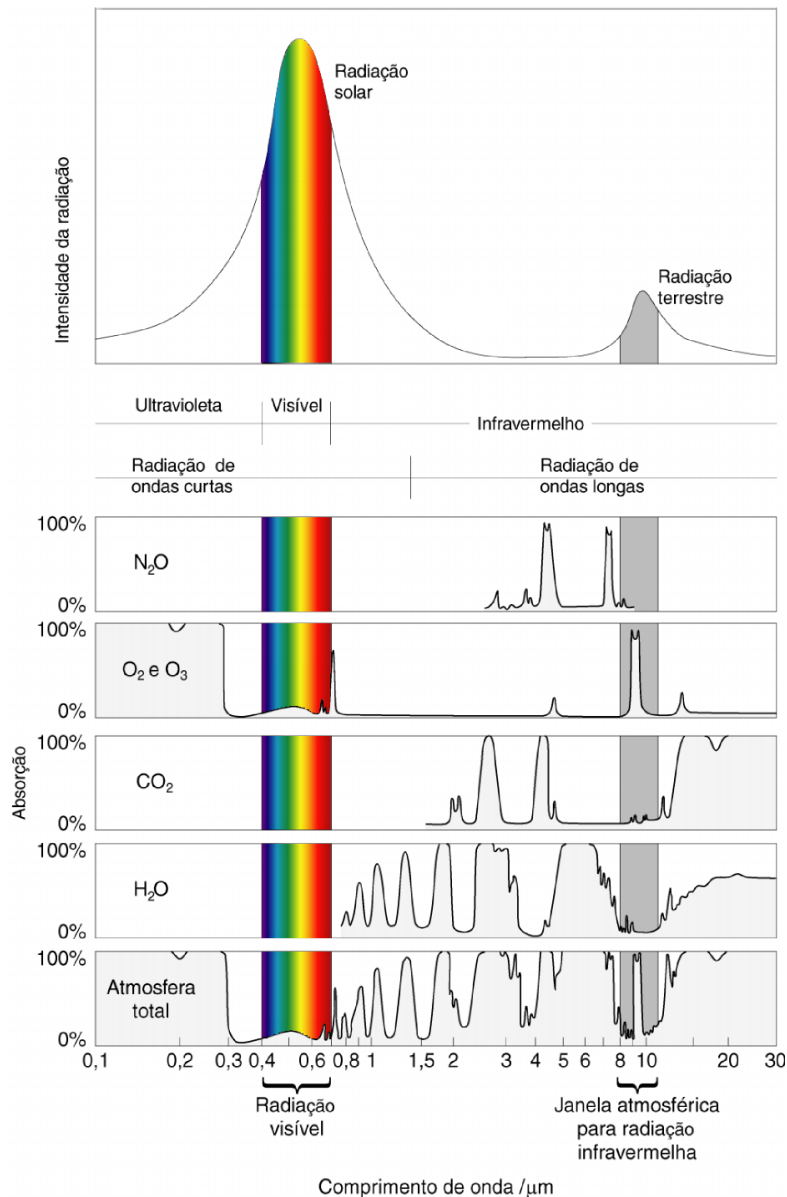 Intensidade da radiação
Radiação
solar
Radiação
terrestre
Ultravioleta
Visível
Infravermelho
Radiação de
ondas curtas
Radiação de
ondas longas
Absorção
100%
N₂O
0%
100%
O₂ e O₃
0%
100%
CO₂
0%
100%
H₂O
0%
100%
Atmosfera
total
0%
0,1 0,2 0,3 0,4 0,6 0,8 1 1,5 2 3 4 5 6 8 10 20 30
Radiação
visível
Janela atmosférica
para radiação
infravermelha
Comprimento de onda /μm